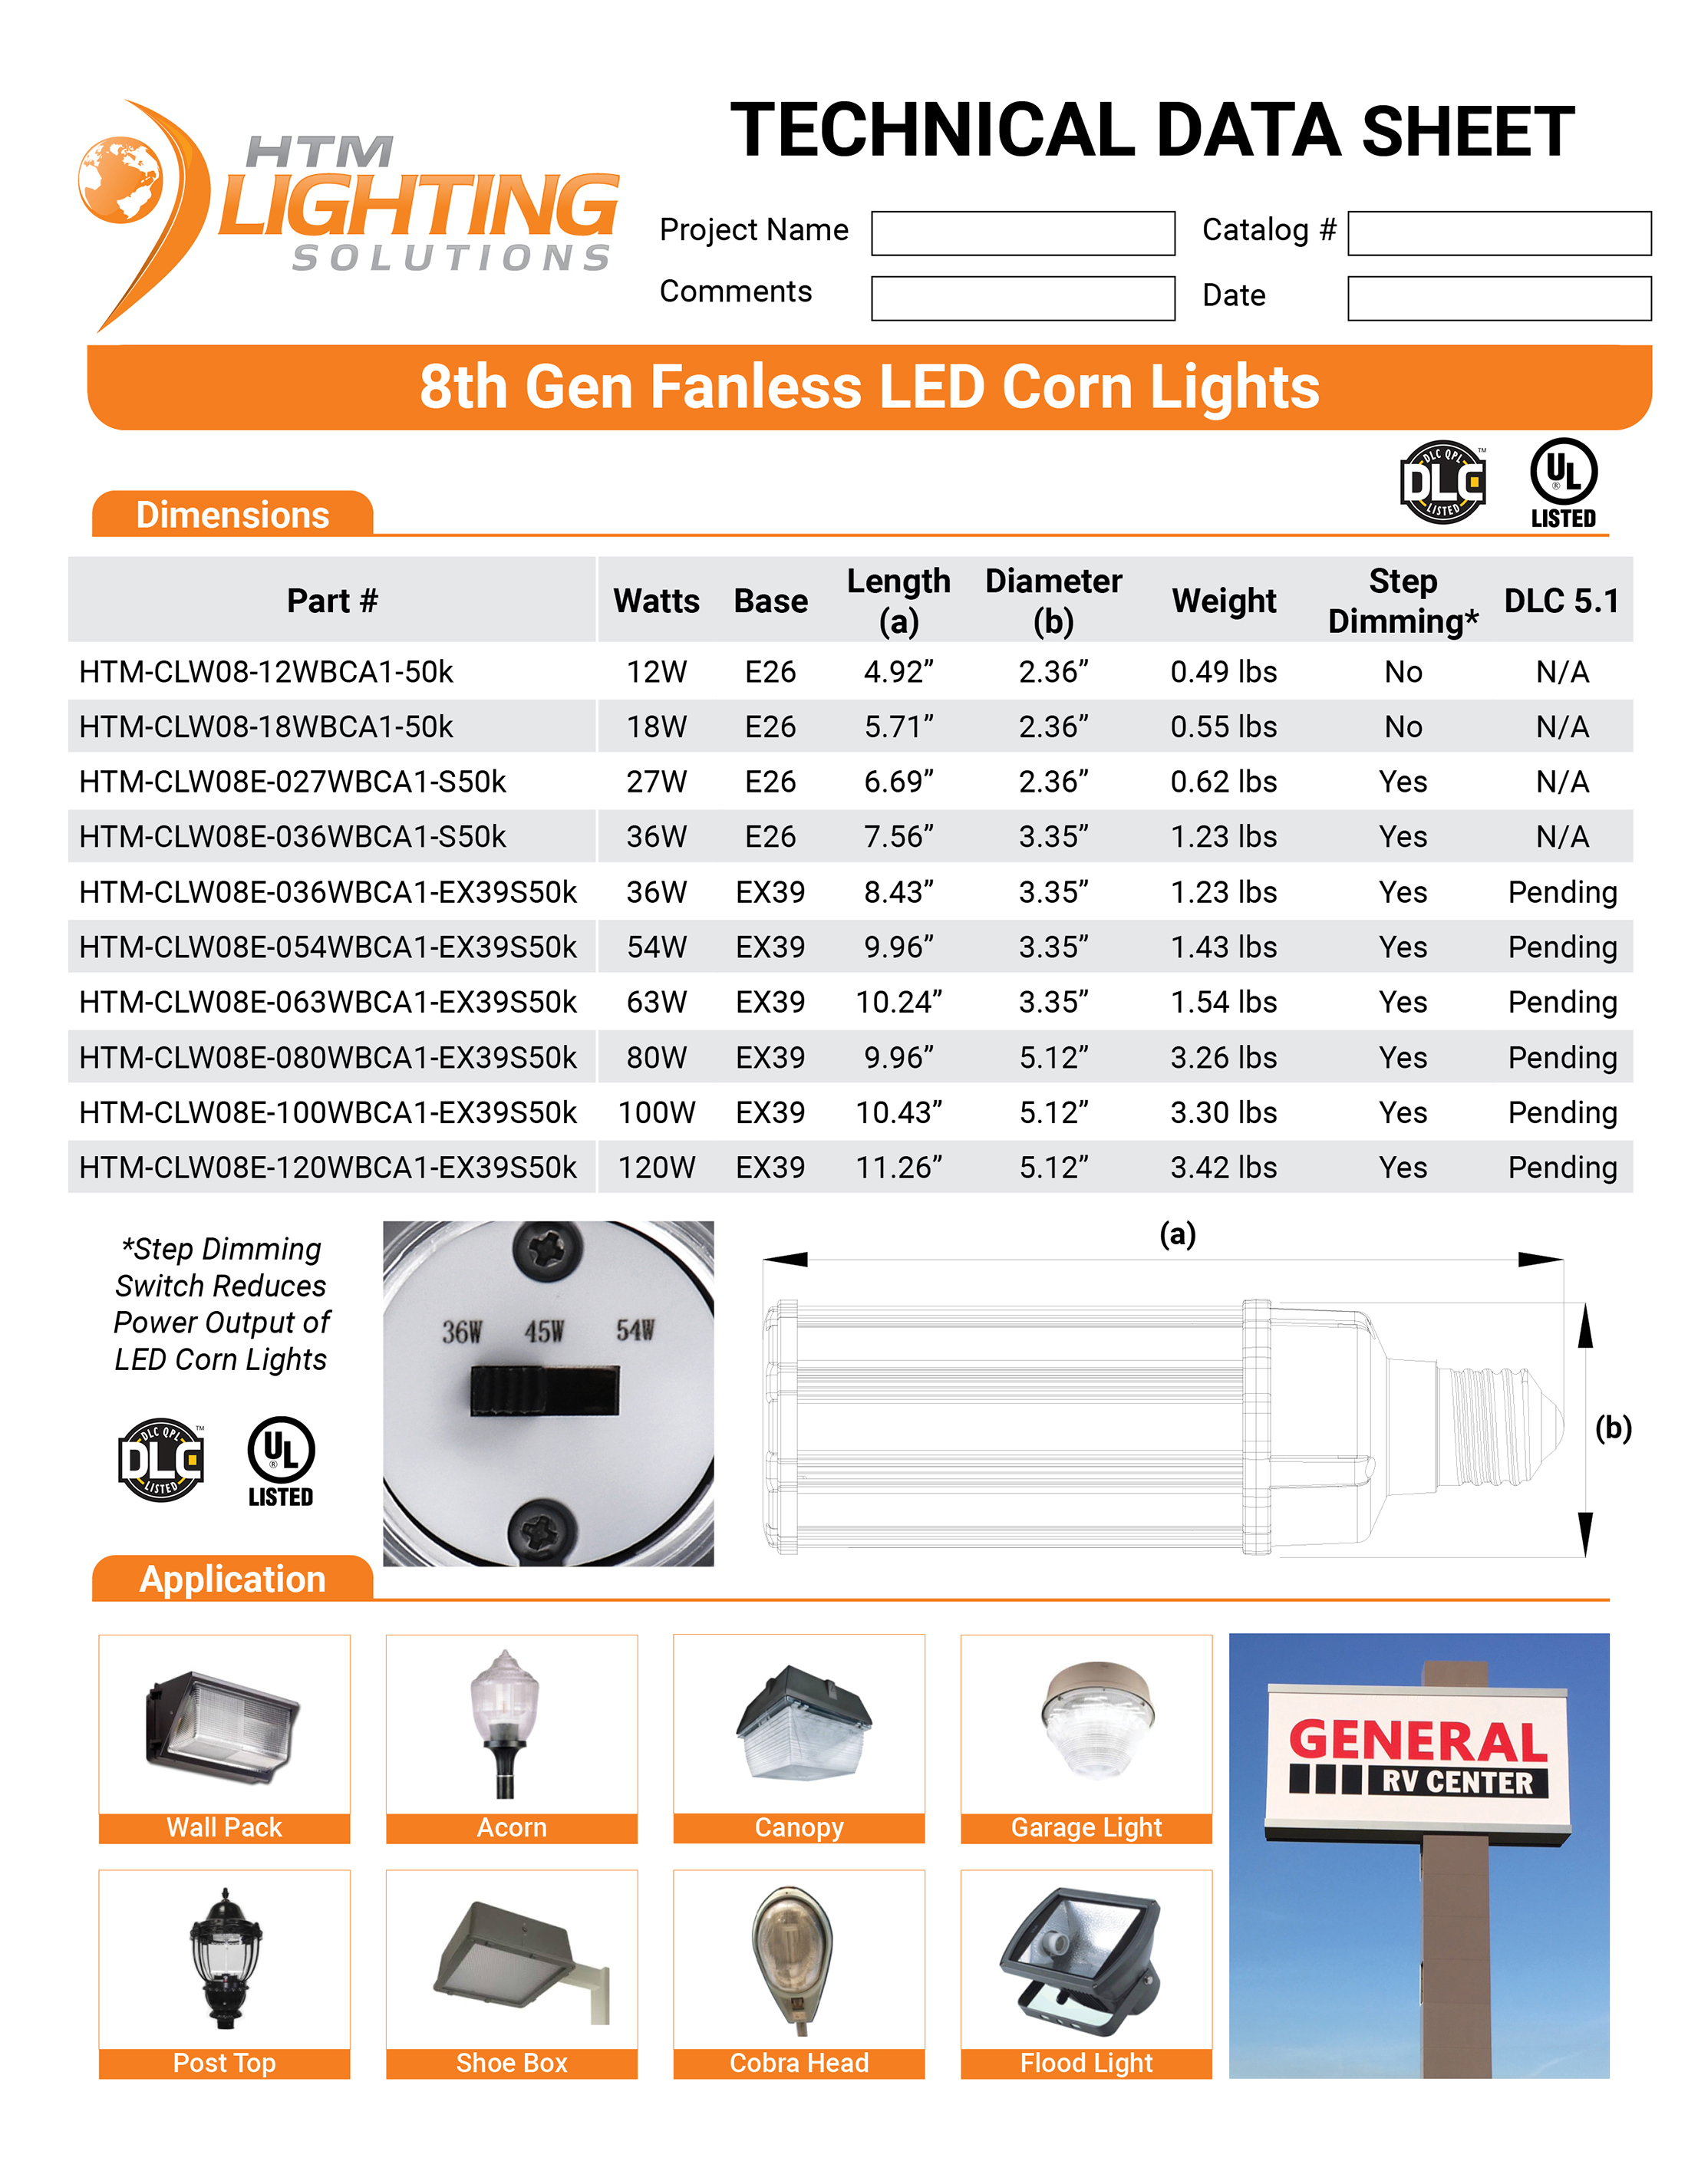 HTM
LIGHTING
SOLUTIONS
TECHNICAL DATA SHEET
Project Name
Catalog #
Comments
Date
8th Gen Fanless LED Corn Lights
DLC QPL
DLC
LISTED
TM
UL
®
LISTED
Dimensions
Part # Watts Base Length (a) Diameter (b) Weight Step Dimming* DLC 5.1
HTM-CLW08-12WBCA1-50k 12W E26 4.92” 2.36” 0.49 lbs No N/A
HTM-CLW08-18WBCA1-50k 18W E26 5.71” 2.36” 0.55 lbs No N/A
HTM-CLW08E-027WBCA1-S50k 27W E26 6.69” 2.36” 0.62 lbs Yes N/A
HTM-CLW08E-036WBCA1-S50k 36W E26 7.56” 3.35” 1.23 lbs Yes N/A
HTM-CLW08E-036WBCA1-EX39S50k 36W EX39 8.43” 3.35” 1.23 lbs Yes Pending
HTM-CLW08E-054WBCA1-EX39S50k 54W EX39 9.96” 3.35” 1.43 lbs Yes Pending
HTM-CLW08E-063WBCA1-EX39S50k 63W EX39 10.24” 3.35” 1.54 lbs Yes Pending
HTM-CLW08E-080WBCA1-EX39S50k 80W EX39 9.96” 5.12” 3.26 lbs Yes Pending
HTM-CLW08E-100WBCA1-EX39S50k 100W EX39 10.43” 5.12” 3.30 lbs Yes Pending
HTM-CLW08E-120WBCA1-EX39S50k 120W EX39 11.26” 5.12” 3.42 lbs Yes Pending
*Step Dimming
Switch Reduces
Power Output of
LED Corn Lights
DLC QPL
DLC
LISTED
TM
UL
®
LISTED
36W 45W 54W
(a)
(b)
Application
Wall Pack
Acorn
Canopy
Garage Light
Post Top
Shoe Box
Cobra Head
Flood Light
GENERAL
RV CENTER